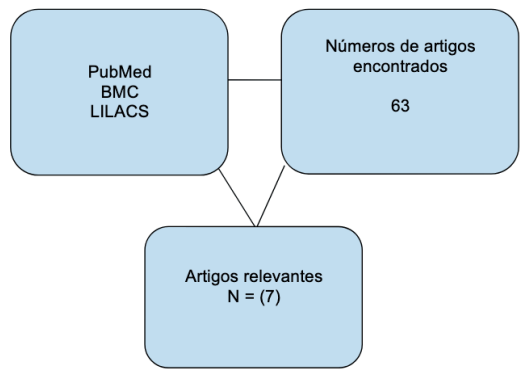 PubMed
BMC
LILACS
Números de artigos
encontrados
63
Artigos relevantes
N = (7)